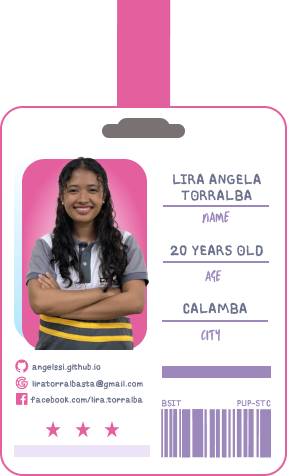 LIRA ANGELA
TORRALBA
NAME
20 YEARS OLD
AGE
CALAMBA
CITY
angelssi.github.io
liratorralbasta@gmail.com
facebook.com/lira.torralba
BSIT PUP-STC